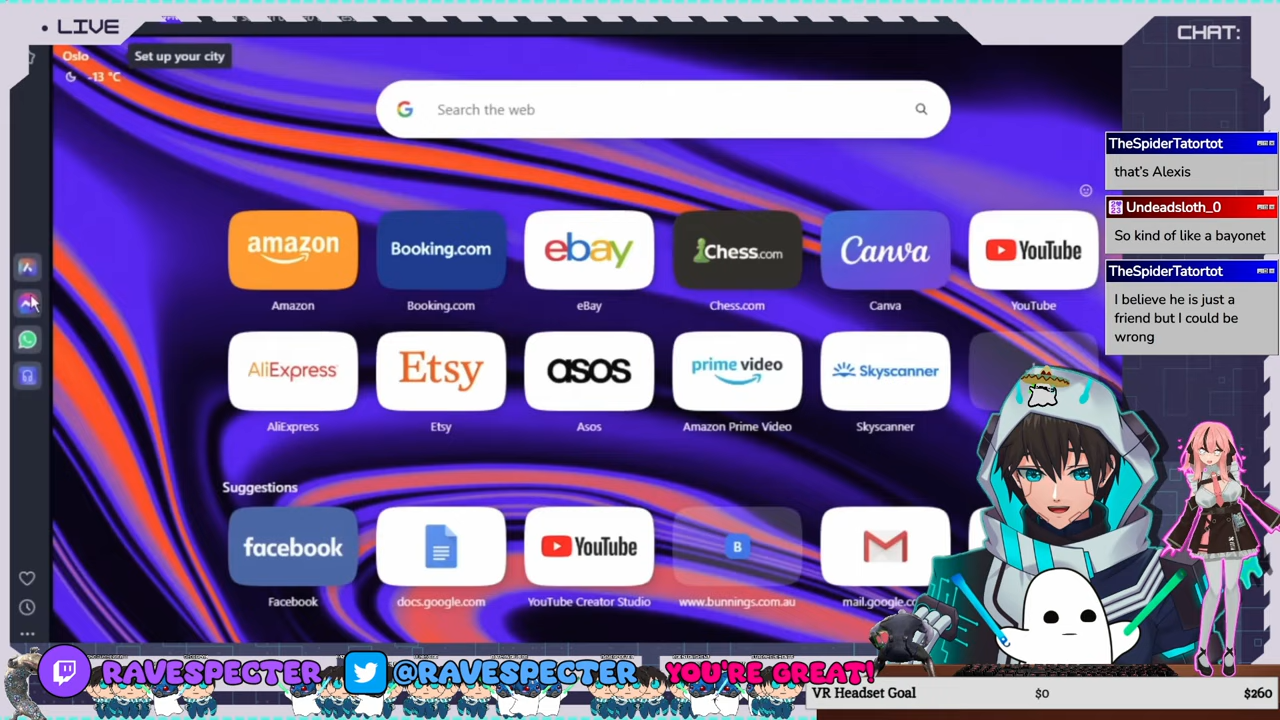 • LIVE
CHAT:
Oslo
Set up your city
-13 °C
Search the web
TheSpiderTatortot
that's Alexis
Undeadsloth_0
So kind of like a bayonet
TheSpiderTatortot
I believe he is just a
friend but I could be
wrong
amazon
Booking.com
ebay
Chess.com
Canva
YouTube
Amazon
Booking.com
eBay
Chess.com
Canva
YouTube
AliExpress
Etsy
asos
prime video
Skyscanner
AliExpress
Etsy
Asos
Amazon Prime Video
Skyscanner
Suggestions
facebook
B
YouTube
Facebook
docs.google.com
YouTube Creator Studio
www.bunnings.com.au
mail.google.co
RAVESPECTER
@RAVESPECTER
YOU'RE GREAT!
VR Headset Goal
$0
$260